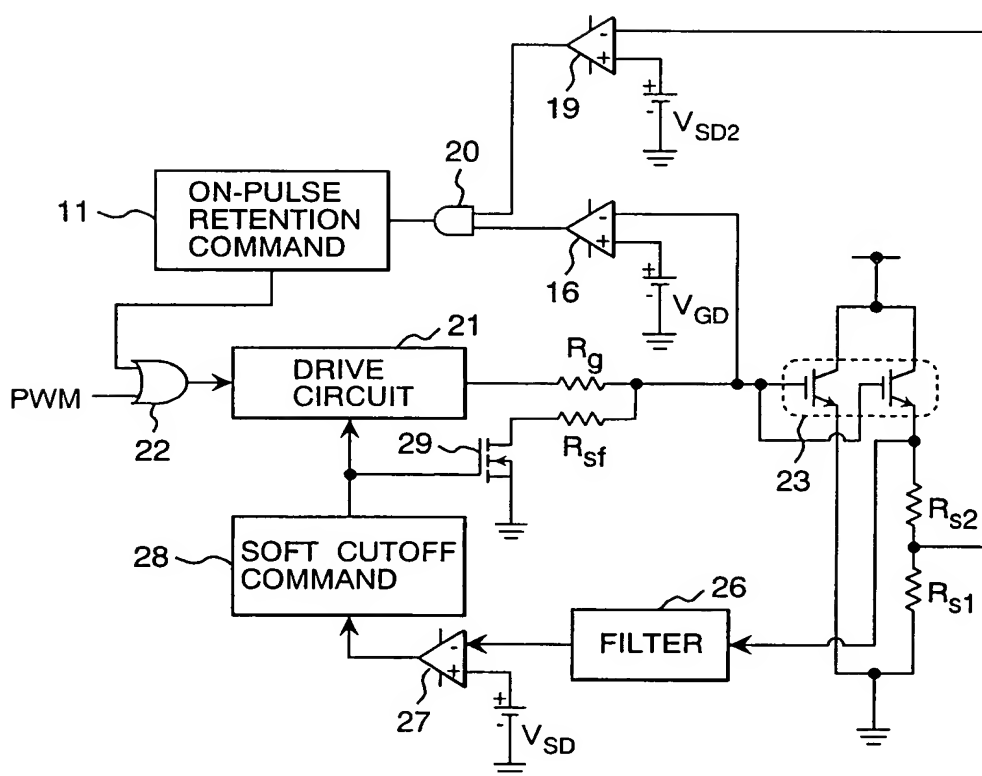 -
+
19
+
-
V_SD2
20
11
ON-PULSE
RETENTION
COMMAND
-
+
16
+
-
V_GD
21
DRIVE
CIRCUIT
R_g
PWM
22
29
R_sf
23
R_s2
28
SOFT CUTOFF
COMMAND
26
R_s1
FILTER
-
+
27
+
-
V_SD